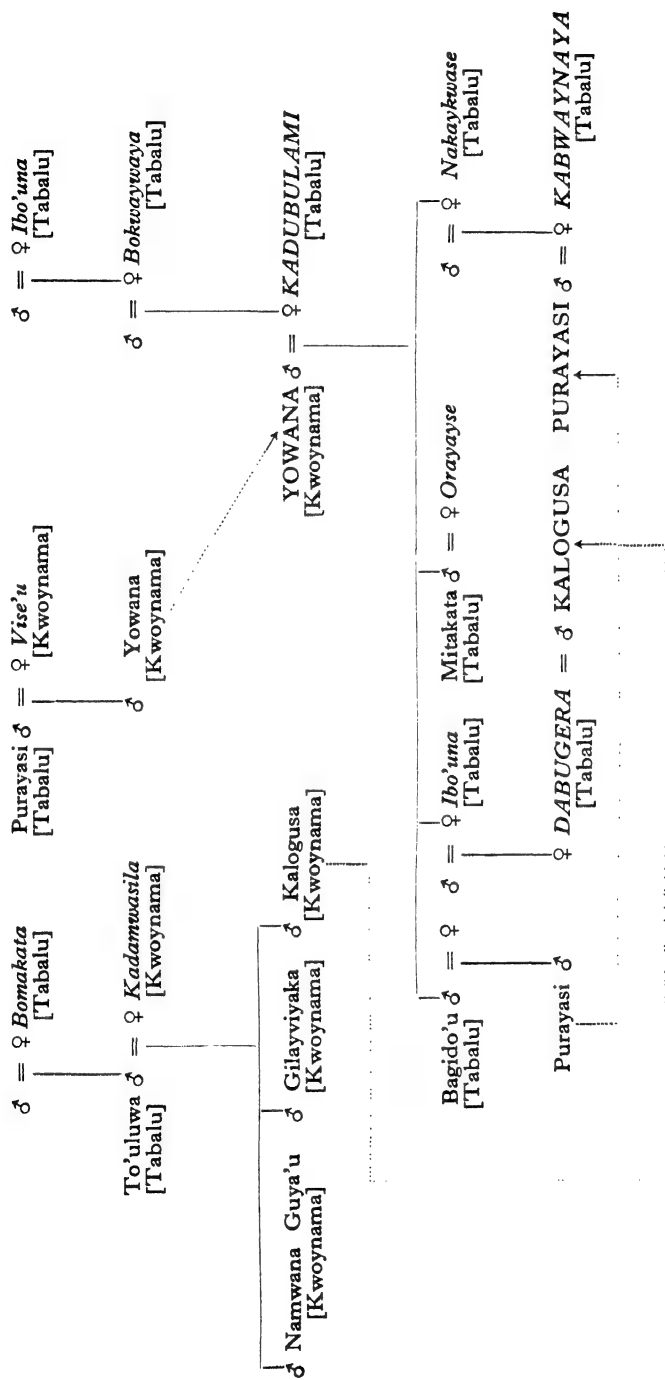 ♂ = ♀ Bomakata
[Tabalu]
Purayasi ♂ = ♀ Vise'u
[Tabalu] [Kwoynama]
♂ = ♀ Ibo'una
[Tabalu]
To'uluwa ♂ = ♀ Kadamwasila
[Tabalu] [Kwoynama]
♂ Yowana
[Kwoynama]
♂ = ♀ Bokwaywaya
[Tabalu]
♂ Namwana Guya'u
[Kwoynama]
♂ Gilayviyaka
[Kwoynama]
♂ Kalogusa
[Kwoynama]
YOWANA ♂ = ♀ KADUBULAMI
[Kwoynama] [Tabalu]
Bagido'u ♂ = ♀
[Tabalu]
♂ = ♀ Ibo'una
[Tabalu]
Mitakata ♂ = ♀ Orayayse
[Tabalu]
♂ = ♀ Nakaykwase
[Tabalu]
Purayasi ♂
♀ DABUGERA = ♂ KALOGUSA
[Tabalu]
PURAYASI ♂ = ♀ KABWAYNAYA
[Tabalu]